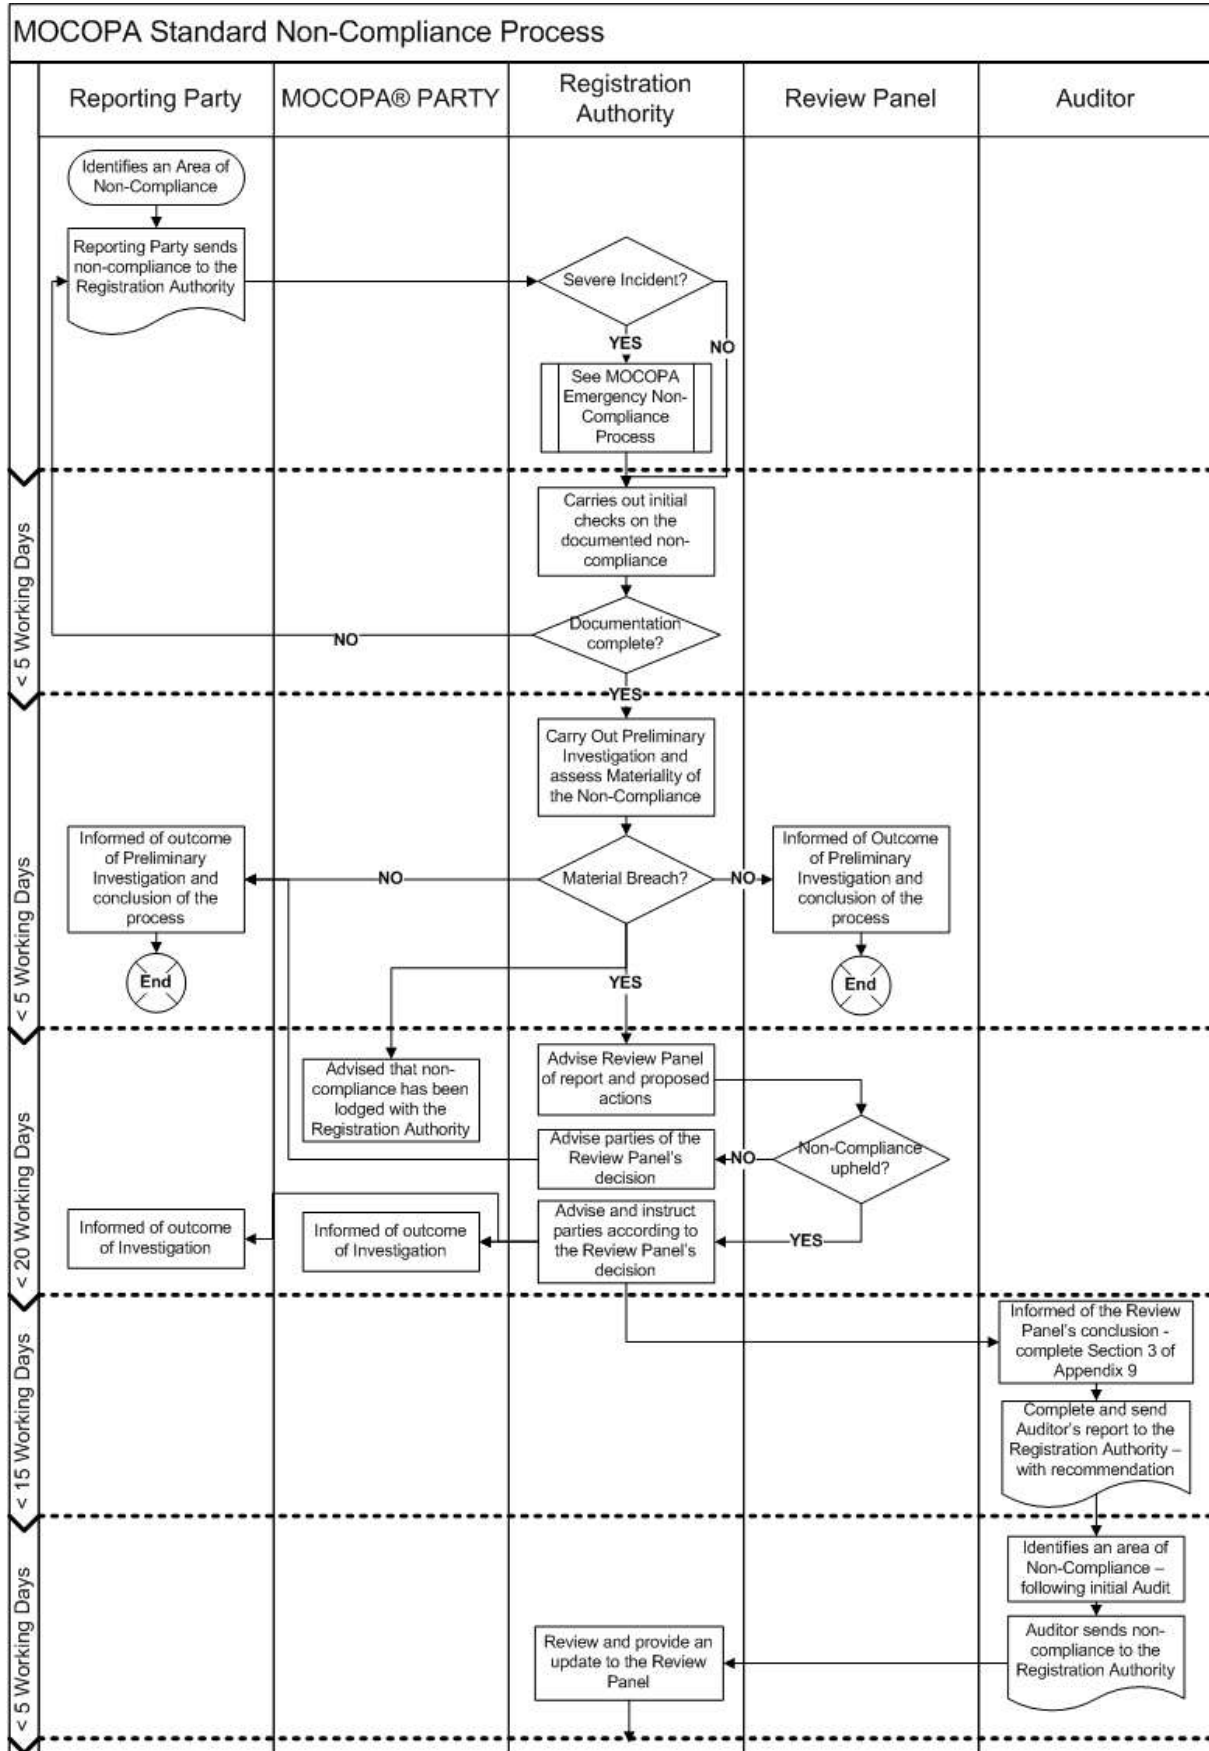 MOCOPA Standard Non-Compliance Process
Reporting Party
MOCOPA® PARTY
Registration
Authority
Review Panel
Auditor
Identifies an Area of
Non-Compliance
Reporting Party sends
non-compliance to the
Registration Authority
Severe Incident?
YES
NO
See MOCOPA
Emergency Non-
Compliance
Process
< 5 Working Days
Carries out initial
checks on the
documented non-
compliance
Documentation
complete?
NO
YES
< 5 Working Days
Carry Out Preliminary
Investigation and
assess Materiality of
the Non-Compliance
Informed of outcome
of Preliminary
Investigation and
conclusion of the
process
NO
Material Breach?
NO
Informed of Outcome
of Preliminary
Investigation and
conclusion of the
process
End
YES
End
< 20 Working Days
Advised that non-
compliance has been
lodged with the
Registration Authority
Advise Review Panel
of report and proposed
actions
Advise parties of the
Review Panel's
decision
NO
Non-Compliance
upheld?
Informed of outcome
of Investigation
Informed of outcome
of Investigation
Advise and instruct
parties according to
the Review Panel's
decision
YES
< 15 Working Days
Informed of the Review
Panel's conclusion -
complete Section 3 of
Appendix 9
Complete and send
Auditor's report to the
Registration Authority –
with recommendation
< 5 Working Days
Identifies an area of
Non-Compliance –
following initial Audit
Auditor sends non-
compliance to the
Registration Authority
Review and provide an
update to the Review
Panel